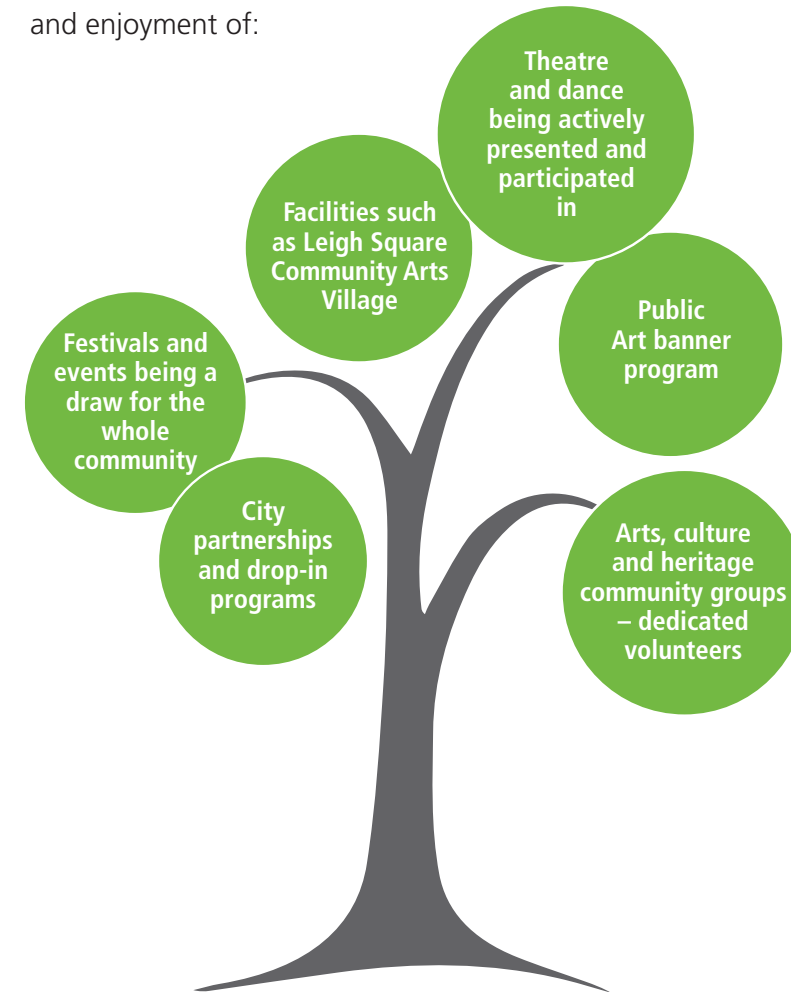 and enjoyment of:
Theatre
and dance
being actively
presented and
participated
in
Facilities such
as Leigh Square
Community Arts
Village
Public
Art banner
program
Festivals and
events being a
draw for the
whole
community
City
partnerships
and drop-in
programs
Arts, culture
and heritage
community groups
– dedicated
volunteers